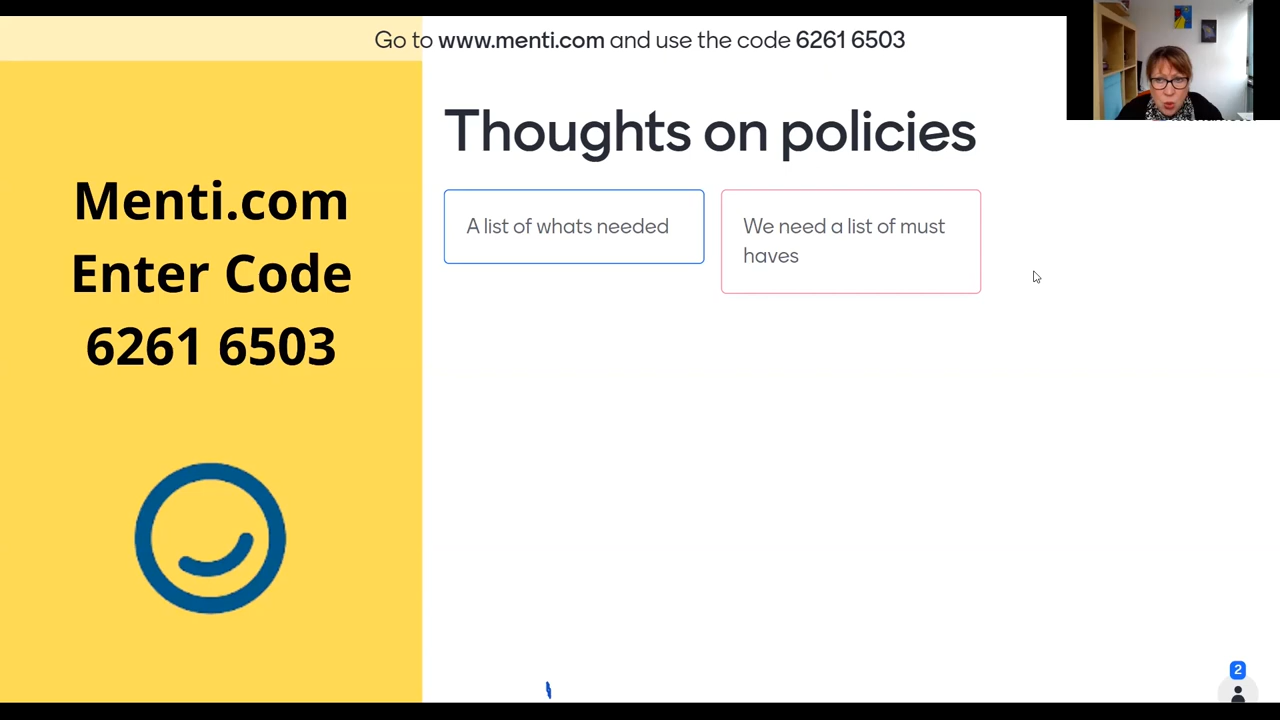 Go to www.menti.com and use the code 6261 6503
Menti.com
Enter Code
6261 6503
Thoughts on policies
A list of whats needed
We need a list of must
haves
2